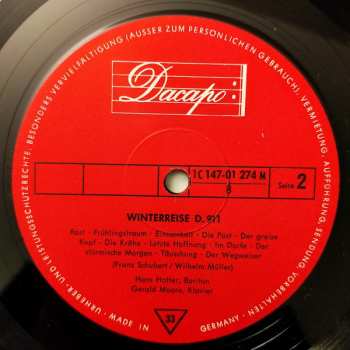 BESONDERS VERVIELFÄLTIGUNG (AUSSER ZUM PERSÖNLICHEN GEBRAUCH), VERMIETUNG, AUFFÜHRUNG, SENDUNG VORBEHALTEN
Dacapo
1C 147-01 274 M
B
Seite 2
WINTERREISE D. 911
Rast - Frühlingstraum - Einsamkeit - Die Post - Der greise
Kopf - Die Krähe - Letzte Hoffnung - Im Dorfe - Der
stürmische Morgen - Täuschung - Der Wegweiser
(Franz Schubert / Wilhelm Müller)
Hans Hotter, Bariton
Gerald Moore, Klavier
33
URHEBER- UND LEISTUNGSSCHUTZRECHTE,
MADE IN GERMANY